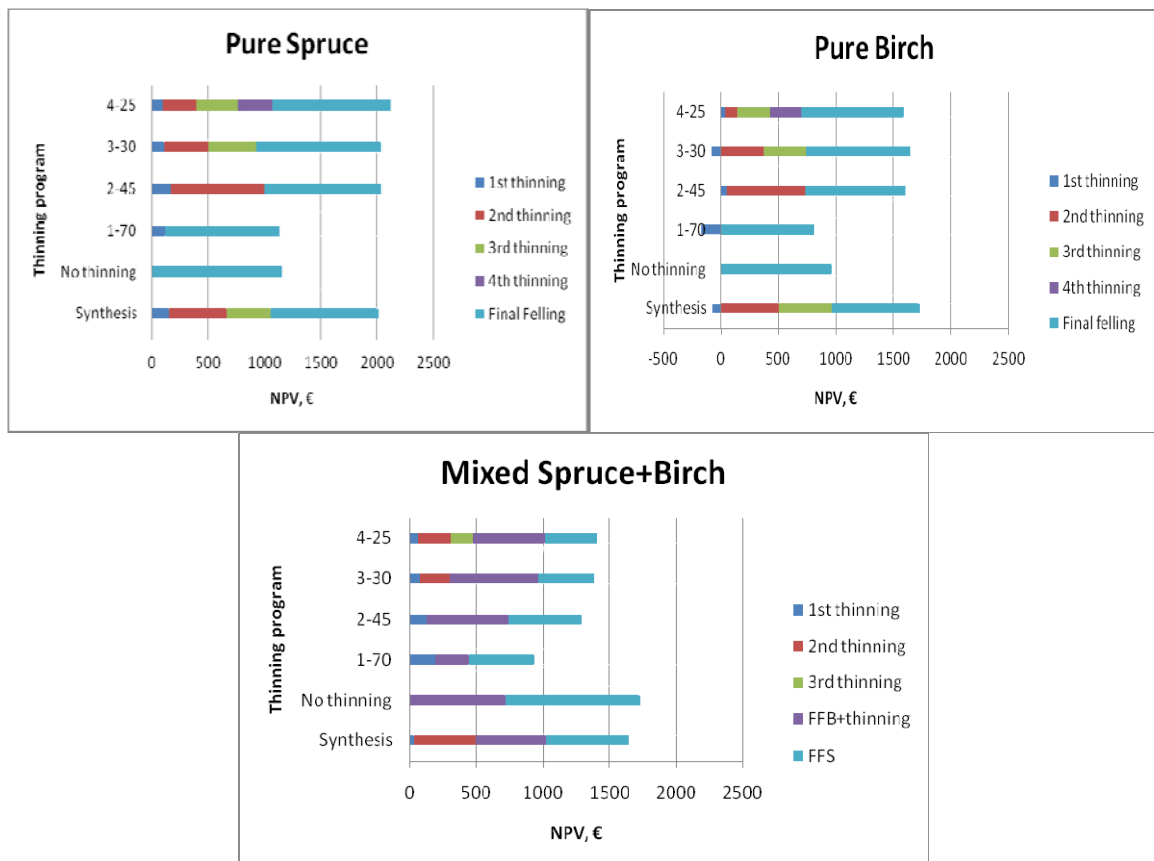 Pure Spruce
Thinning program
4-25
3-30
2-45
1-70
No thinning
Synthesis
0 500 1000 1500 2000 2500
NPV, €
1st thinning
2nd thinning
3rd thinning
4th thinning
Final Felling
Pure Birch
Thinning program
4-25
3-30
2-45
1-70
No thinning
Synthesis
-500 0 500 1000 1500 2000 2500
NPV, €
1st thinning
2nd thinning
3rd thinning
4th thinning
Final felling
Mixed Spruce+Birch
Thinning program
4-25
3-30
2-45
1-70
No thinning
Synthesis
0 500 1000 1500 2000 2500
NPV, €
1st thinning
2nd thinning
3rd thinning
FFB+thinning
FFS